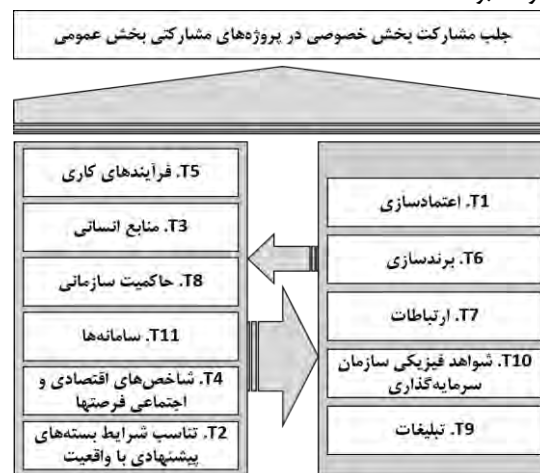 جلب مشارکت بخش خصوصی در پروژه‌های مشارکتی بخش عمومی
T1. اعتمادسازی
T6. برندسازی
T7. ارتباطات
T10. شواهد فیزیکی سازمان
سرمایه‌گذاری
T9. تبلیغات
T5. فرآیندهای کاری
T3. منابع انسانی
T8. حاکمیت سازمانی
T11. سامانه‌ها
T4. شاخص‌های اقتصادی و
اجتماعی فرصتها
T2. تناسب شرایط بسته‌های
پیشنهادی با واقعیت